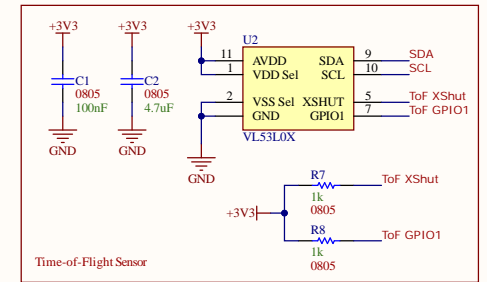 +3V3
+3V3
+3V3
C1
0805
100nF
GND
C2
0805
4.7uF
GND
GND
U2
11 AVDD SDA 9 SDA
1 VDD Sel SCL 10 SCL
2 VSS Sel XSHUT 5 ToF XShut
GND GPIO1 7 ToF GPIO1
VL53L0X
R7 ToF XShut
1k
0805
+3V3
R8 ToF GPIO1
1k
0805
Time-of-Flight Sensor